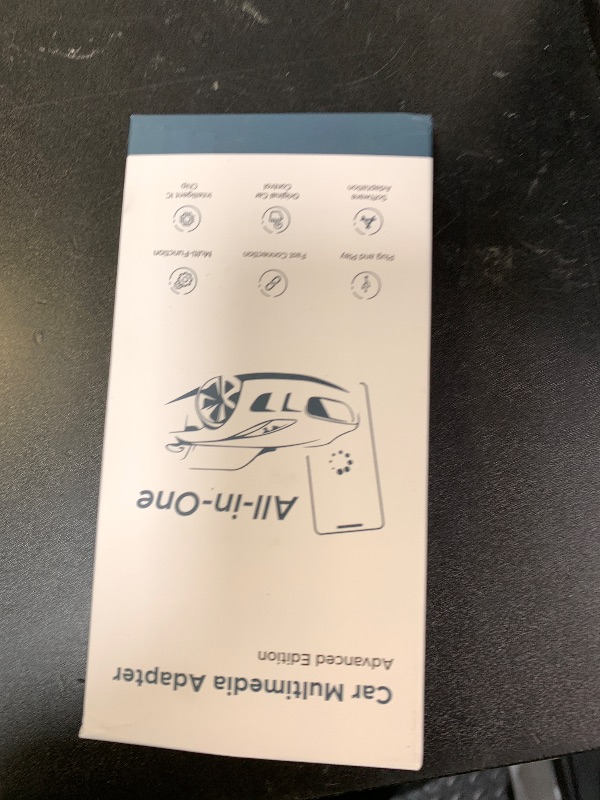 Car Multimedia Adapter
Advanced Edition
All-in-One
Plug and Play
Fast Connection
Multi-Function
Software
Adaptation
Original Car
Control
Intelligent IC
Chip